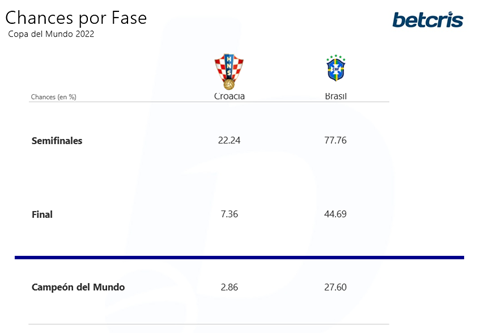 Chances por Fase
Copa del Mundo 2022
betcris
Chances (en %) Croacia Brasil
Semifinales 22.24 77.76
Final 7.36 44.69
Campeón del Mundo 2.86 27.60